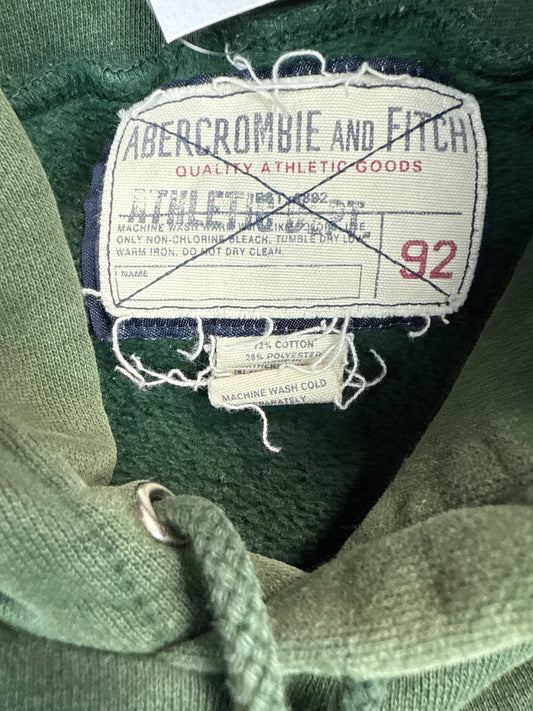 ABERCROMBIE AND FITCH
QUALITY ATHLETIC GOODS
ATHLETIC DEPT.
MACHINE WASH WARM
ONLY NON-CHLORINE BLEACH. TUMBLE DRY LOW.
WARM IRON. DO NOT DRY CLEAN.
NAME
92
72% COTTON
28% POLYESTER
MACHINE WASH COLD
SEPARATELY